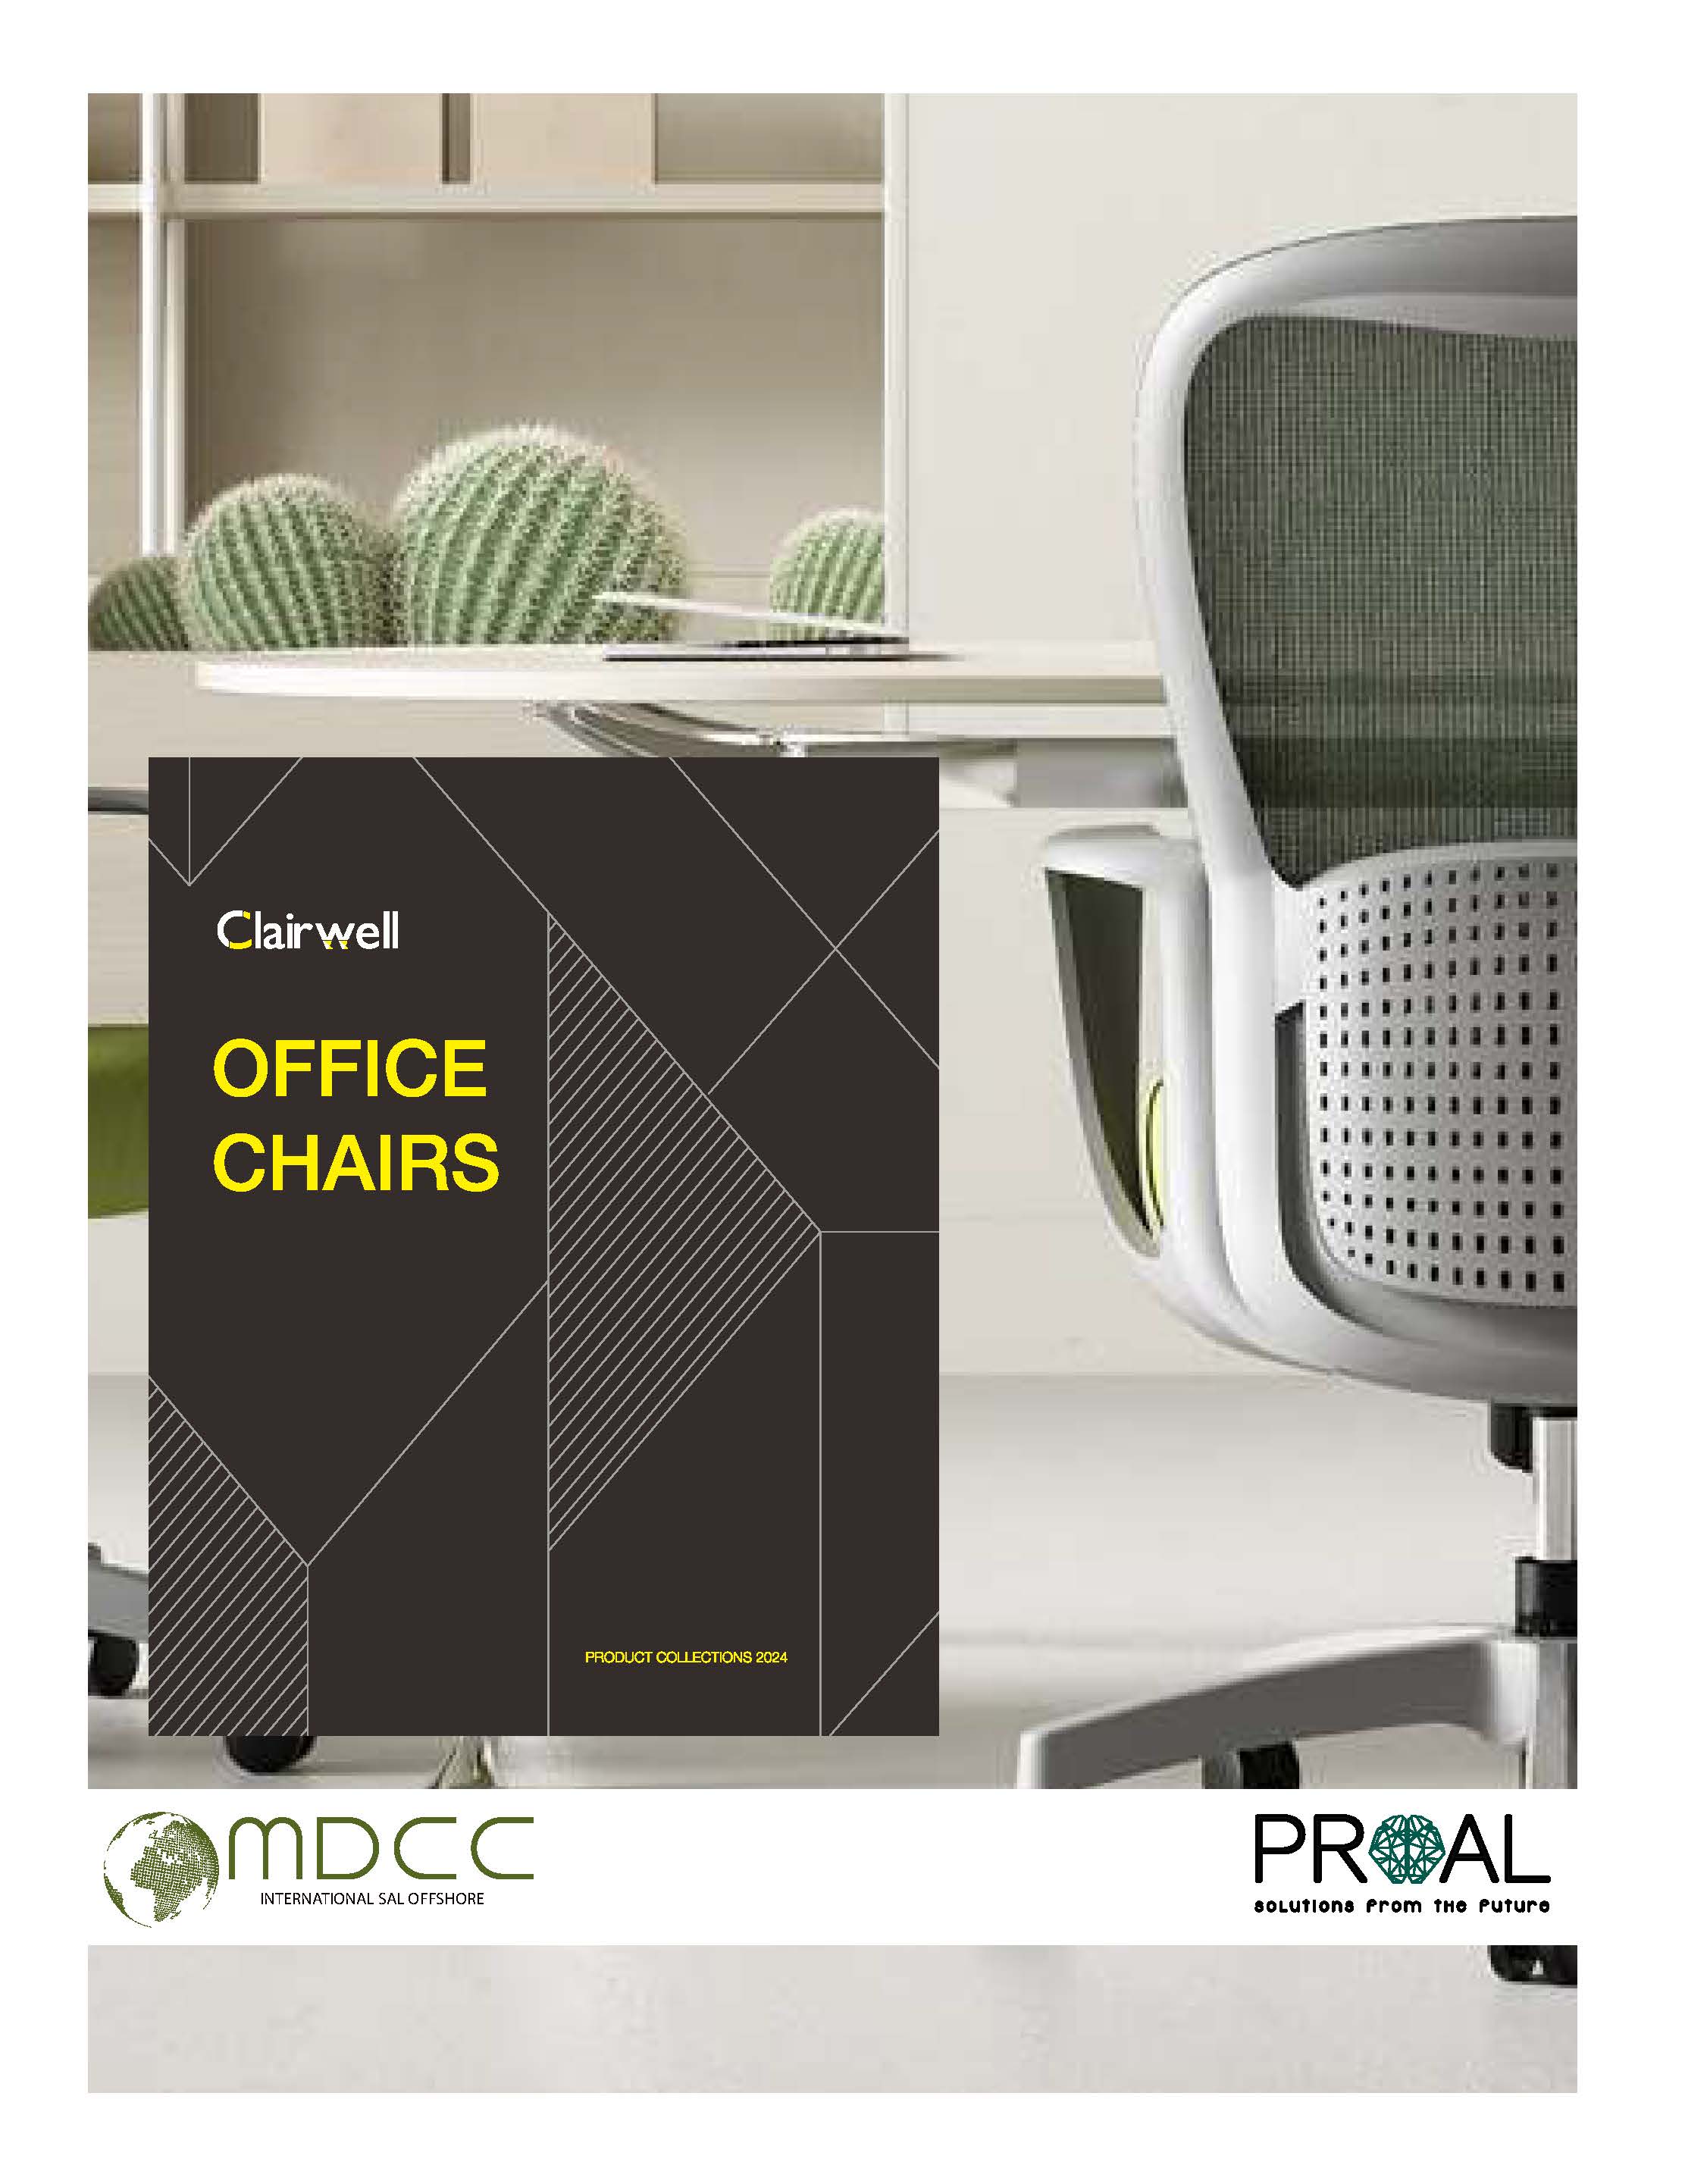 Clairwell
OFFICE
CHAIRS
PRODUCT COLLECTIONS 2024
MDCC
INTERNATIONAL SAL OFFSHORE
PROAL
solutions from the future